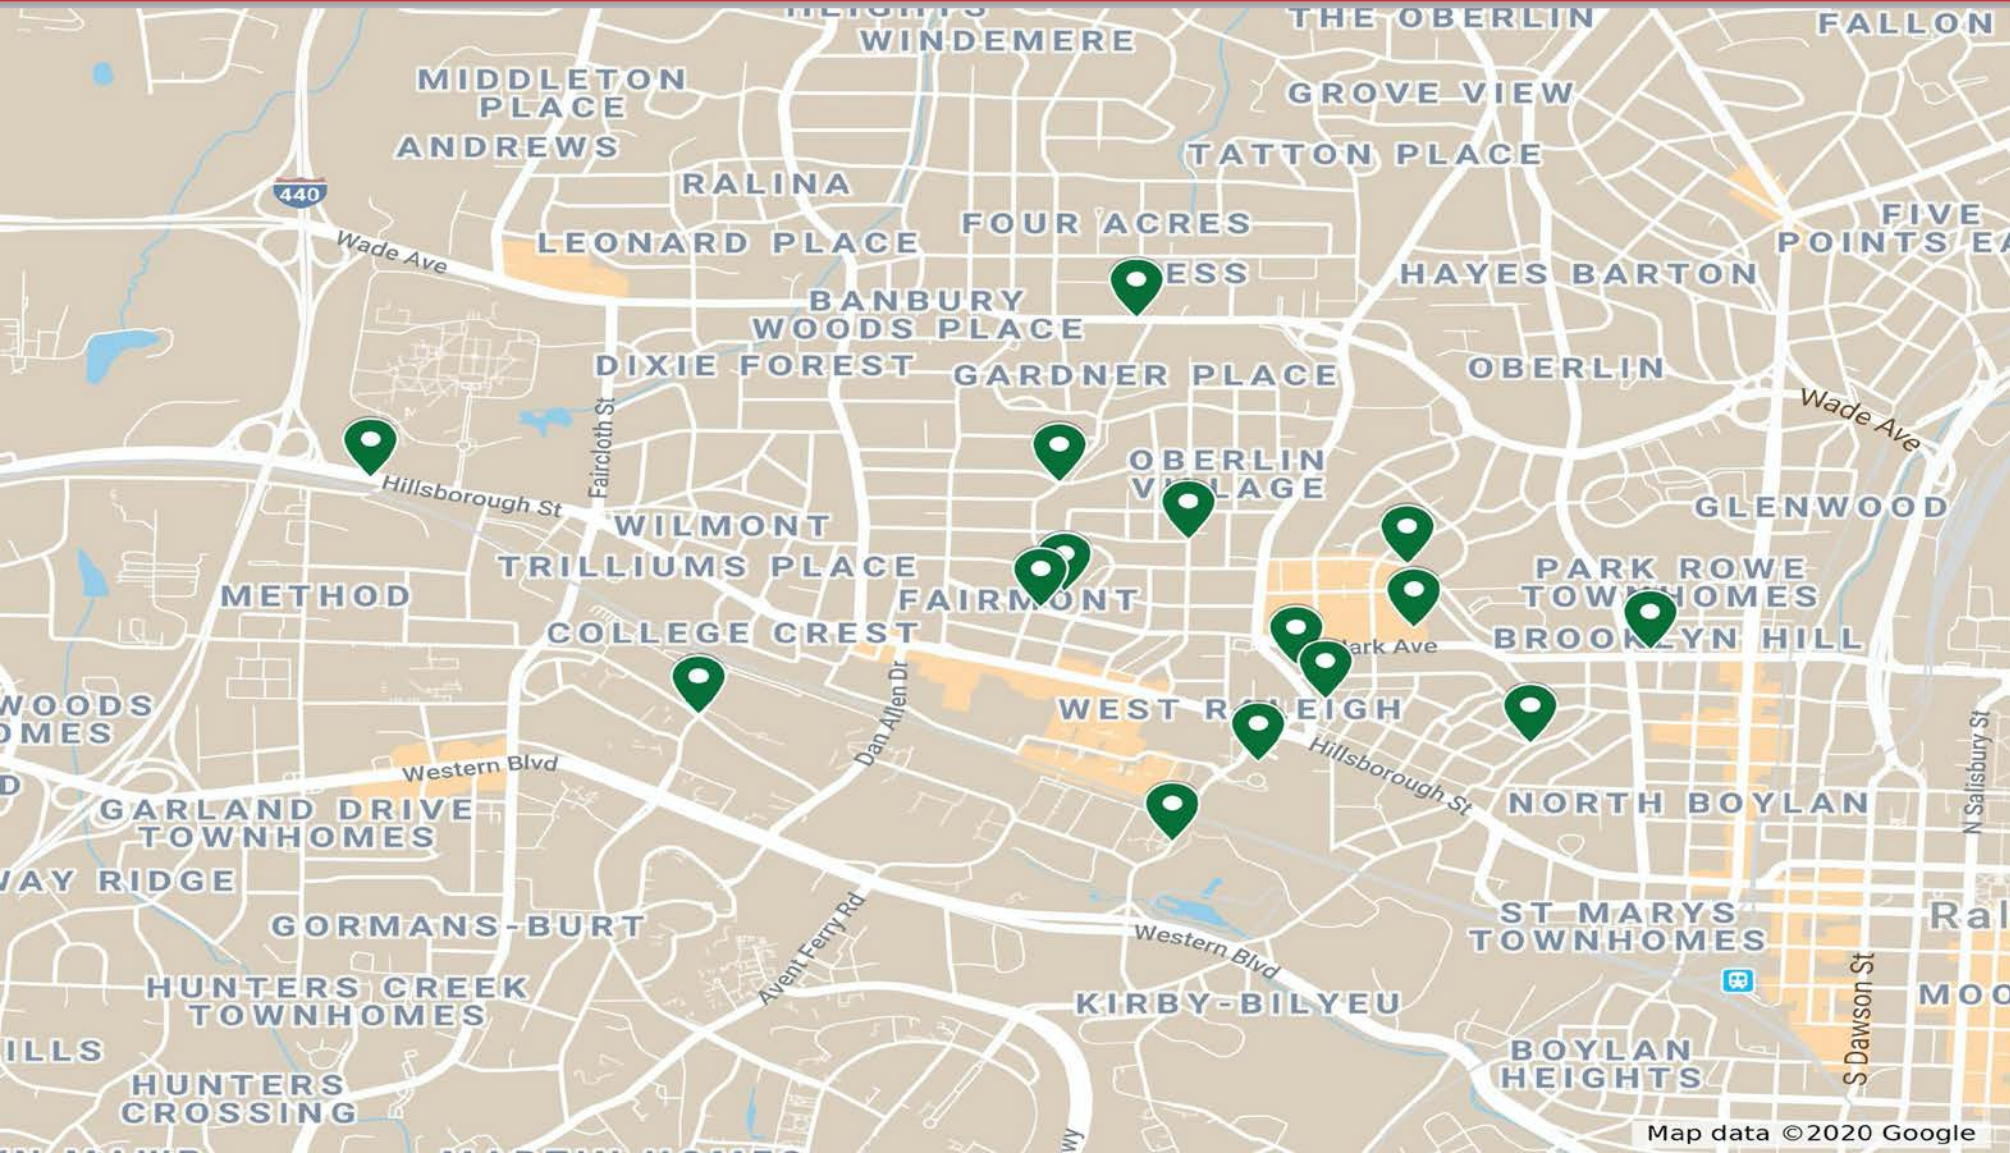 HEIGHTS
WINDEMERE
THE OBERLIN
FALLON
MIDDLETON
PLACE
GROVE VIEW
ANDREWS
TATTON PLACE
RALINA
440
FOUR ACRES
FIVE
POINTS EA
Wade Ave
LEONARD PLACE
ESS
HAYES BARTON
BANBURY
WOODS PLACE
DIXIE FOREST
GARDNER PLACE
OBERLIN
Wade Ave
Faircloth St
OBERLIN
VILLAGE
Hillsborough St
GLENWOOD
WILMONT
TRILLIUMS PLACE
PARK ROWE
TOWNHOMES
METHOD
FAIRMONT
COLLEGE CREST
BROOKLYN HILL
lark Ave
WOODS
OMES
Dan Allen Dr
WEST RALEIGH
Hillsborough St
N Salisbury St
Western Blvd
D
GARLAND DRIVE
TOWNHOMES
NORTH BOYLAN
WAY RIDGE
GORMANS-BURT
Avent Ferry Rd
ST MARYS
TOWNHOMES
Ral
Western Blvd
HUNTERS CREEK
TOWNHOMES
KIRBY-BILYEU
S Dawson St
MOO
ILLS
BOYLAN
HEIGHTS
HUNTERS
CROSSING
wy
Map data ©2020 Google